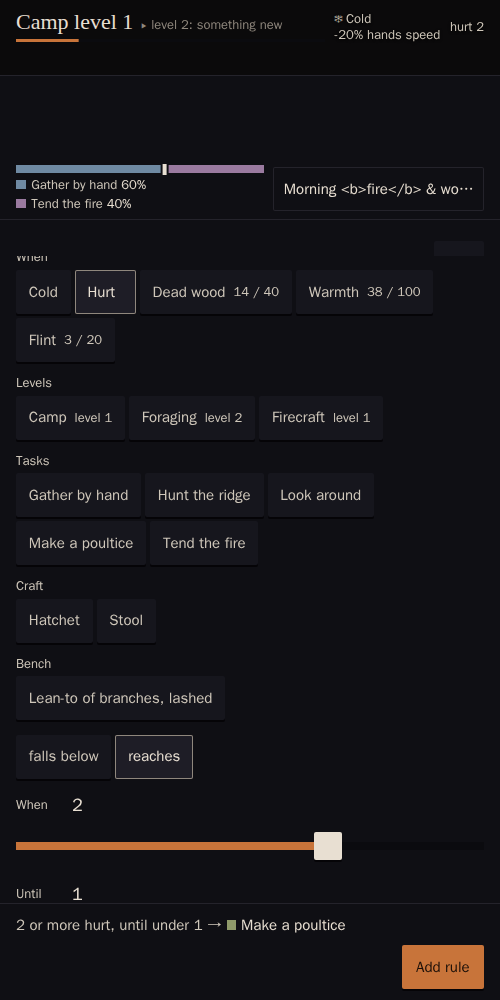 Camp level 1 ▸ level 2: something new
❄ Cold
-20% hands speed
hurt 2
Gather by hand 60%
Tend the fire 40%
Morning <b>fire</b> & wo···
When
Cold
Hurt
Dead wood 14 / 40
Warmth 38 / 100
Flint 3 / 20
Levels
Camp level 1
Foraging level 2
Firecraft level 1
Tasks
Gather by hand
Hunt the ridge
Look around
Make a poultice
Tend the fire
Craft
Hatchet
Stool
Bench
Lean-to of branches, lashed
falls below
reaches
When 2
Until 1
2 or more hurt, until under 1 → Make a poultice
Add rule